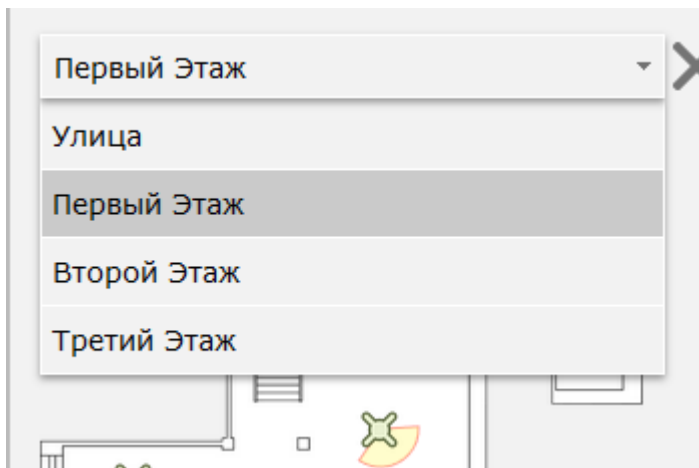 Первый Этаж
Улица
Первый Этаж
Второй Этаж
Третий Этаж